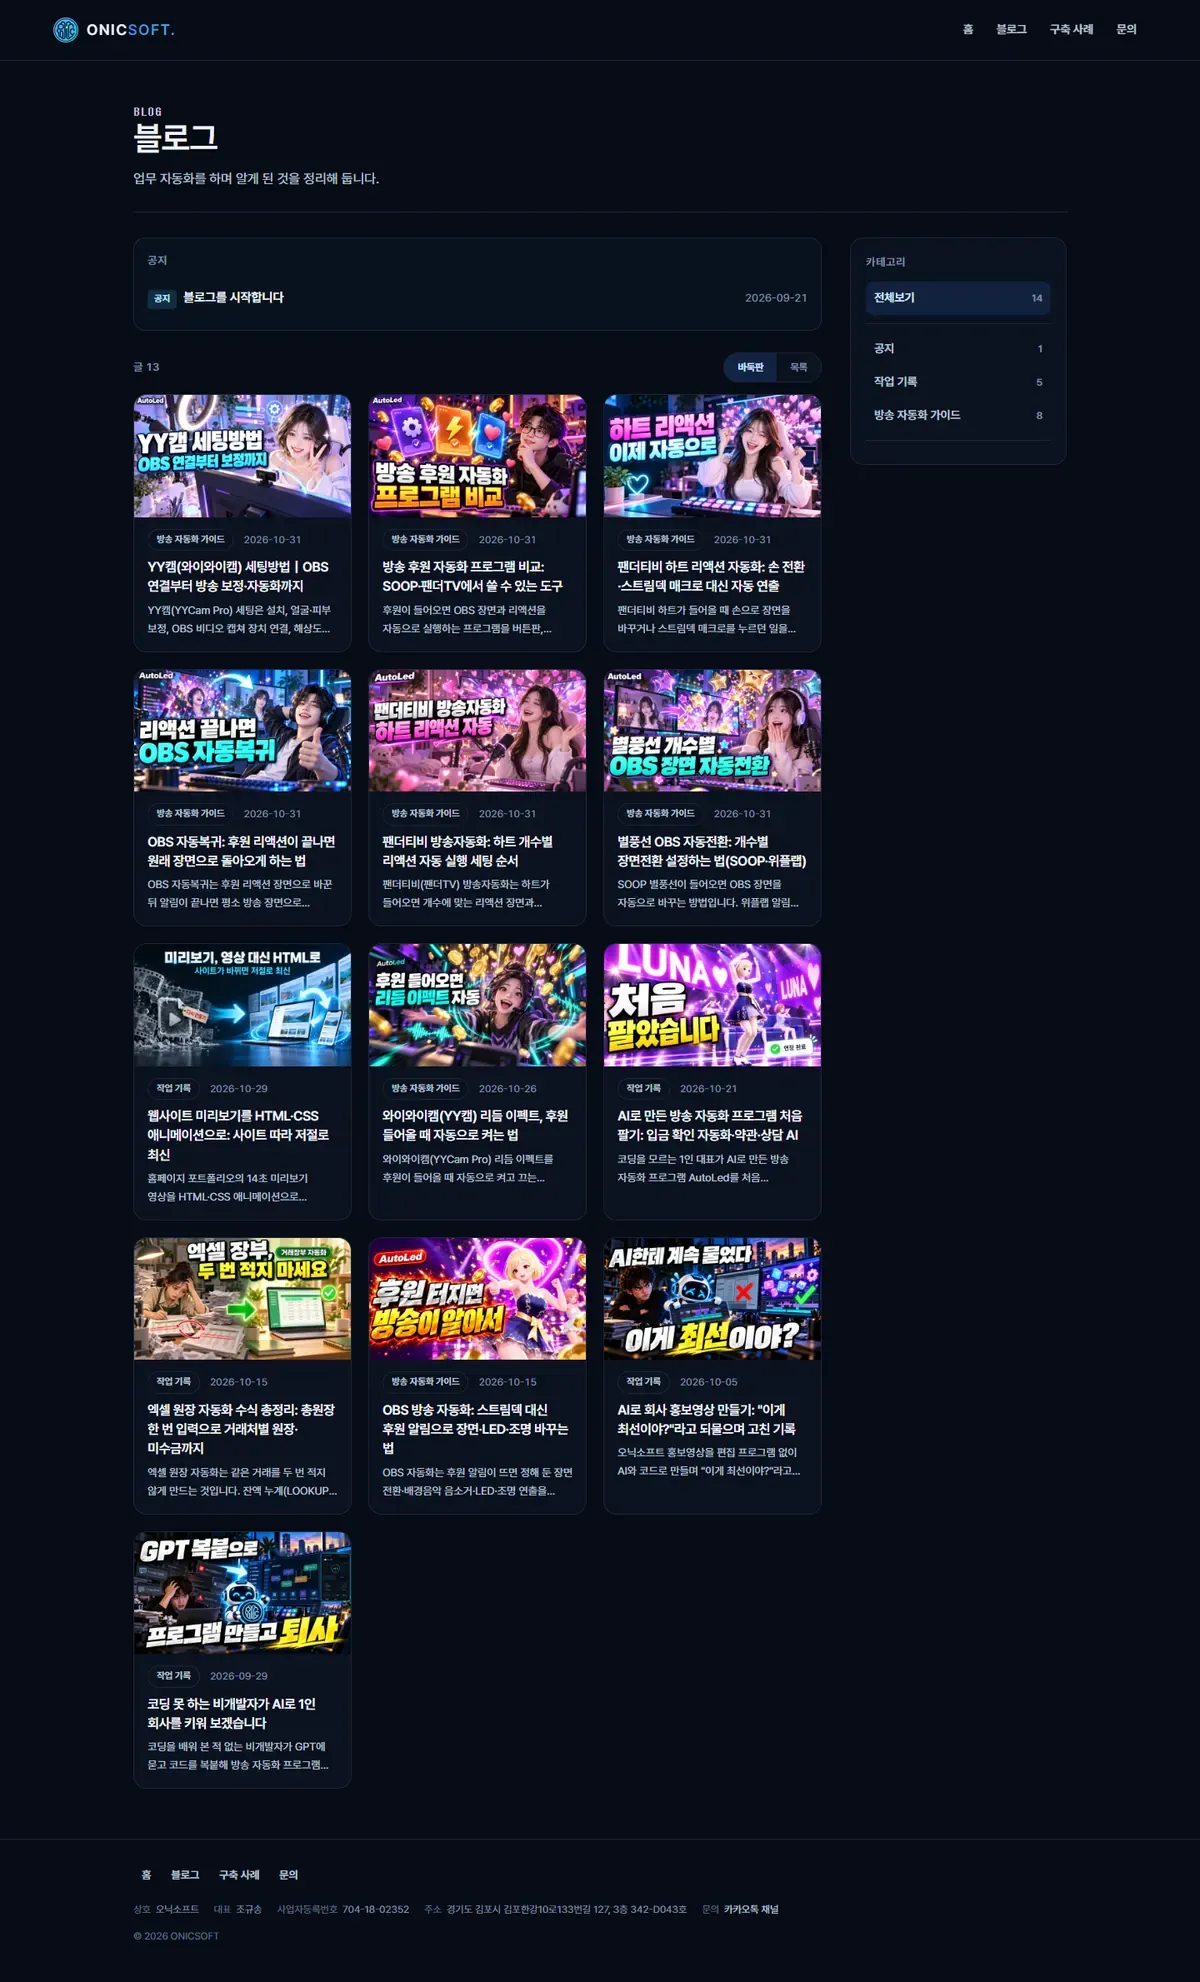 ONICSOFT.
홈
블로그
구축 사례
문의
BLOG
블로그
업무 자동화를 하며 알게 된 것을 정리해 둡니다.
공지
공지 블로그를 시작합니다 2026-09-21
카테고리
전체보기 14
공지 1
작업 기록 5
방송 자동화 가이드 8
글 13
바둑판
목록
AutoLed
YY캠 세팅방법
OBS 연결부터 보정까지
방송 자동화 가이드 2026-10-31
YY캠(와이와이캠) 세팅방법 | OBS
연결부터 방송 보정·자동화까지
YY캠(YYCam Pro) 세팅은 설치, 얼굴·피부
보정, OBS 비디오 캡쳐 장치 연결, 해상도...
AutoLed
방송 후원 자동화
프로그램 비교
방송 자동화 가이드 2026-10-31
방송 후원 자동화 프로그램 비교:
SOOP·팬더TV에서 쓸 수 있는 도구
후원이 들어오면 OBS 장면과 리액션을
자동으로 실행하는 프로그램을 버튼판,...
하트 리액션
이제 자동으로
방송 자동화 가이드 2026-10-31
팬더티비 하트 리액션 자동화: 손 전환
·스트림덱 매크로 대신 자동 연출
팬더티비 하트가 들어올 때 손으로 장면을
바꾸거나 스트림덱 매크로를 누르던 일을...
AutoLed
리액션 끝나면
OBS 자동복귀
방송 자동화 가이드 2026-10-31
OBS 자동복귀: 후원 리액션이 끝나면
원래 장면으로 돌아오게 하는 법
OBS 자동복귀는 후원 리액션 장면으로 바꾼
뒤 알림이 끝나면 평소 방송 장면으로...
AutoLed
팬더티비 방송자동화
하트 리액션 자동
방송 자동화 가이드 2026-10-31
팬더티비 방송자동화: 하트 개수별
리액션 자동 실행 세팅 순서
팬더티비(팬더TV) 방송자동화는 하트가
들어오면 개수에 맞는 리액션 장면과...
AutoLed
별풍선 개수별
OBS 장면 자동전환
방송 자동화 가이드 2026-10-31
별풍선 OBS 자동전환: 개수별
장면전환 설정하는 법(SOOP·위플랩)
SOOP 별풍선이 들어오면 OBS 장면을
자동으로 바꾸는 방법입니다. 위플랩 알림...
미리보기, 영상 대신 HTML로
사이트가 바뀌면 저절로 최신
작업 기록 2026-10-29
웹사이트 미리보기를 HTML·CSS
애니메이션으로: 사이트 따라 저절로
최신
홈페이지 포트폴리오의 14초 미리보기
영상을 HTML·CSS 애니메이션으로...
AutoLed
후원 들어오면
리듬 이펙트 자동
방송 자동화 가이드 2026-10-26
와이와이캠(YY캠) 리듬 이펙트, 후원
들어올 때 자동으로 켜는 법
와이와이캠(YYCam Pro) 리듬 이펙트를
후원이 들어올 때 자동으로 켜고 끄는...
LUNA
LUNA
처음
팔았습니다
연장 완료
작업 기록 2026-10-21
AI로 만든 방송 자동화 프로그램 처음
팔기: 입금 확인 자동화·약관·상담 AI
코딩을 모르는 1인 대표가 AI로 만든 방송
자동화 프로그램 AutoLed를 처음...
엑셀 장부,
거래장부 자동화
두 번 적지 마세요
작업 기록 2026-10-15
엑셀 원장 자동화 수식 총정리: 총원장
한 번 입력으로 거래처별 원장·
미수금까지
엑셀 원장 자동화는 같은 거래를 두 번 적지
않게 만드는 것입니다. 잔액 누계(LOOKUP...
AutoLed
후원 터지면
방송이 알아서
방송 자동화 가이드 2026-10-15
OBS 방송 자동화: 스트림덱 대신
후원 알림으로 장면·LED·조명 바꾸는
법
OBS 자동화는 후원 알림이 뜨면 정해 둔 장면
전환·배경음악 음소거·LED·조명 연출을...
AI한테 계속 물었다
이게 최선이야?
작업 기록 2026-10-05
AI로 회사 홍보영상 만들기: "이게
최선이야?"라고 되물으며 고친 기록
오닉소프트 홍보영상을 편집 프로그램 없이
AI와 코드로 만들며 "이게 최선이야?"라고...
GPT 복붙으로
프로그램 만들고 퇴사
작업 기록 2026-09-29
코딩 못 하는 비개발자가 AI로 1인
회사를 키워 보겠습니다
코딩을 배워 본 적 없는 비개발자가 GPT에
묻고 코드를 복붙해 방송 자동화 프로그램...
홈
블로그
구축 사례
문의
상호 오닉소프트 대표 조규송 사업자등록번호 704-18-02352 주소 경기도 김포시 김포한강10로133번길 127, 3층 342-D043호 문의 카카오톡 채널
© 2026 ONICSOFT